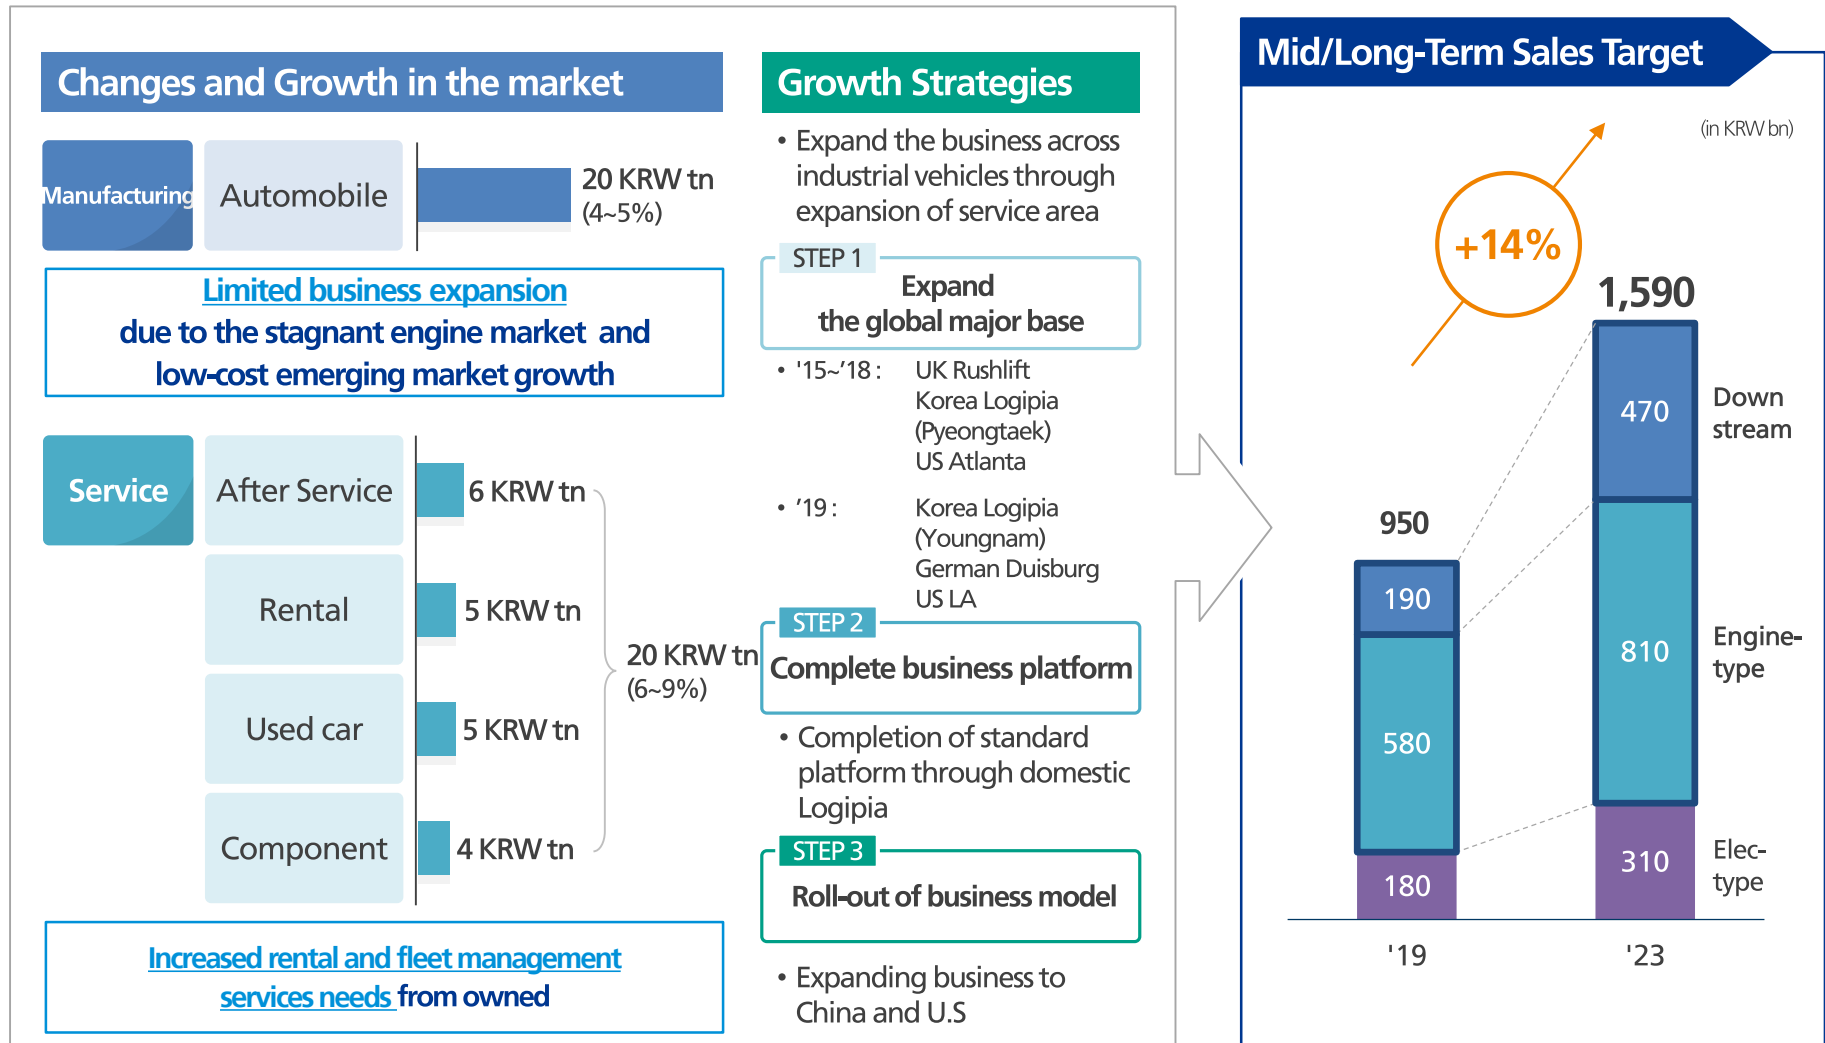 Changes and Growth in the market
Manufacturing
Automobile
20 KRW tn
(4~5%)
Limited business expansion
due to the stagnant engine market and
low-cost emerging market growth
Service
After Service
6 KRW tn
Rental
5 KRW tn
Used car
5 KRW tn
Component
4 KRW tn
20 KRW tn
(6~9%)
Increased rental and fleet management
services needs from owned
Growth Strategies
• Expand the business across
industrial vehicles through
expansion of service area
STEP 1
Expand
the global major base
• '15~'18 : UK Rushlift
Korea Logipia
(Pyeongtaek)
US Atlanta
• '19 : Korea Logipia
(Youngnam)
German Duisburg
US LA
STEP 2
Complete business platform
• Completion of standard
platform through domestic
Logipia
STEP 3
Roll-out of business model
• Expanding business to
China and U.S
Mid/Long-Term Sales Target
(in KRW bn)
+14%
1,590
950
470
Down
stream
190
810
Engine-
type
580
310
Elec-
type
180
'19
'23